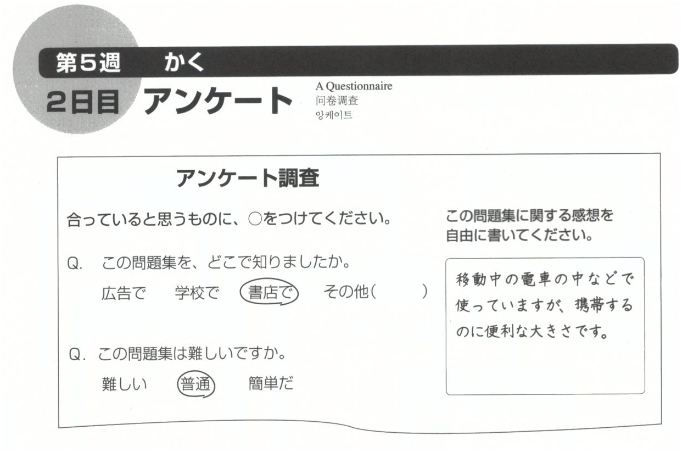 第5週 かく
2日目 アンケート
A Questionnaire
问卷调查
앙케이트
アンケート調査
合っていると思うものに、○をつけてください。
Q. この問題集を、どこで知りましたか。
広告で 学校で 書店で その他( )
Q. この問題集は難しいですか。
難しい 普通 簡単だ
この問題集に関する感想を
自由に書いてください。
移動中の電車の中などで
使っていますが、携帯する
のに便利な大きさです。